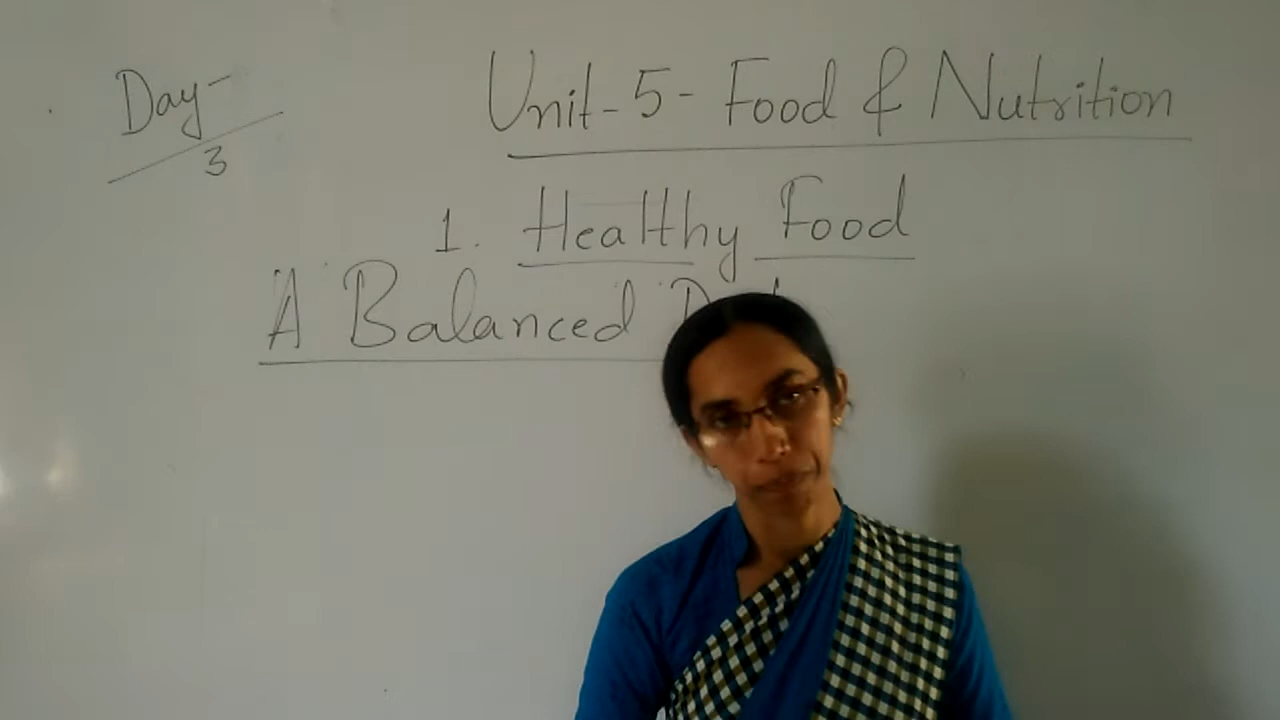 Day-
3
Unit-5- Food & Nutrition
1. Healthy Food
A Balanced